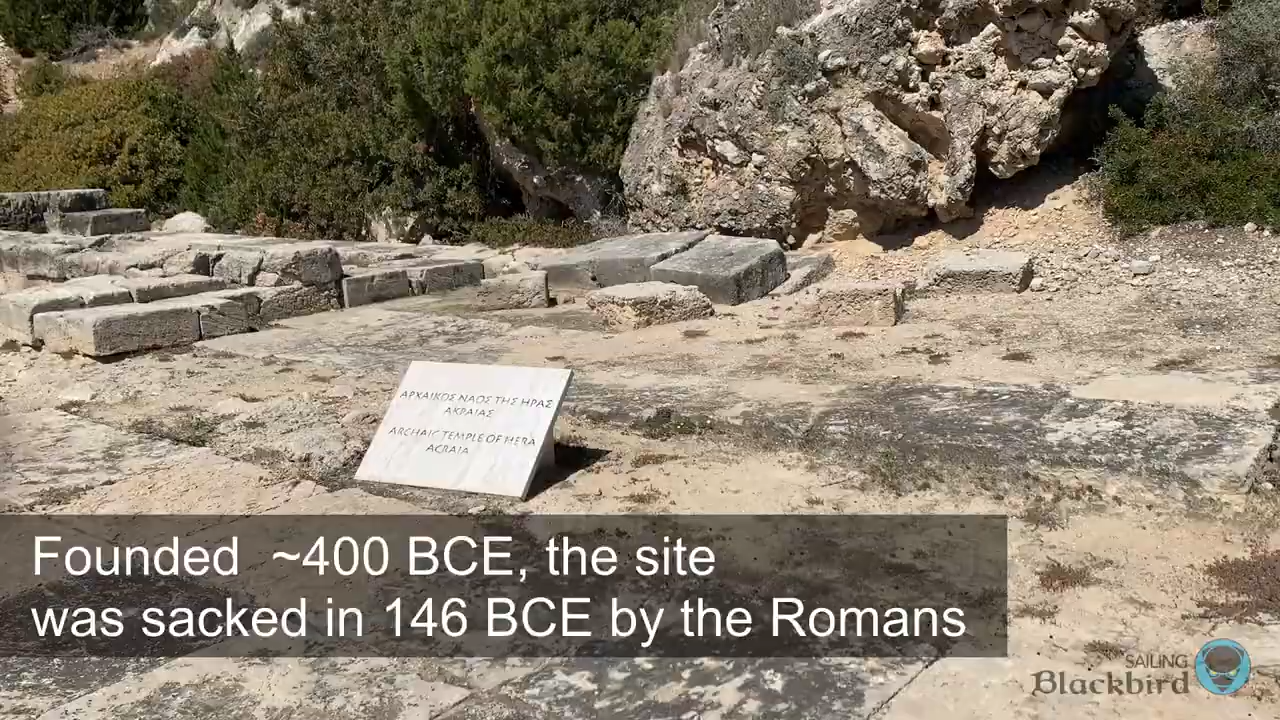 ΑΡΧΑΙΚΟΣ ΝΑΟΣ ΤΗΣ ΗΡΑΣ
ΑΚΡΑΙΑΣ
ARCHAIC TEMPLE OF HERA
ACRAIA
Founded ~400 BCE, the site
was sacked in 146 BCE by the Romans
SAILING
Blackbird